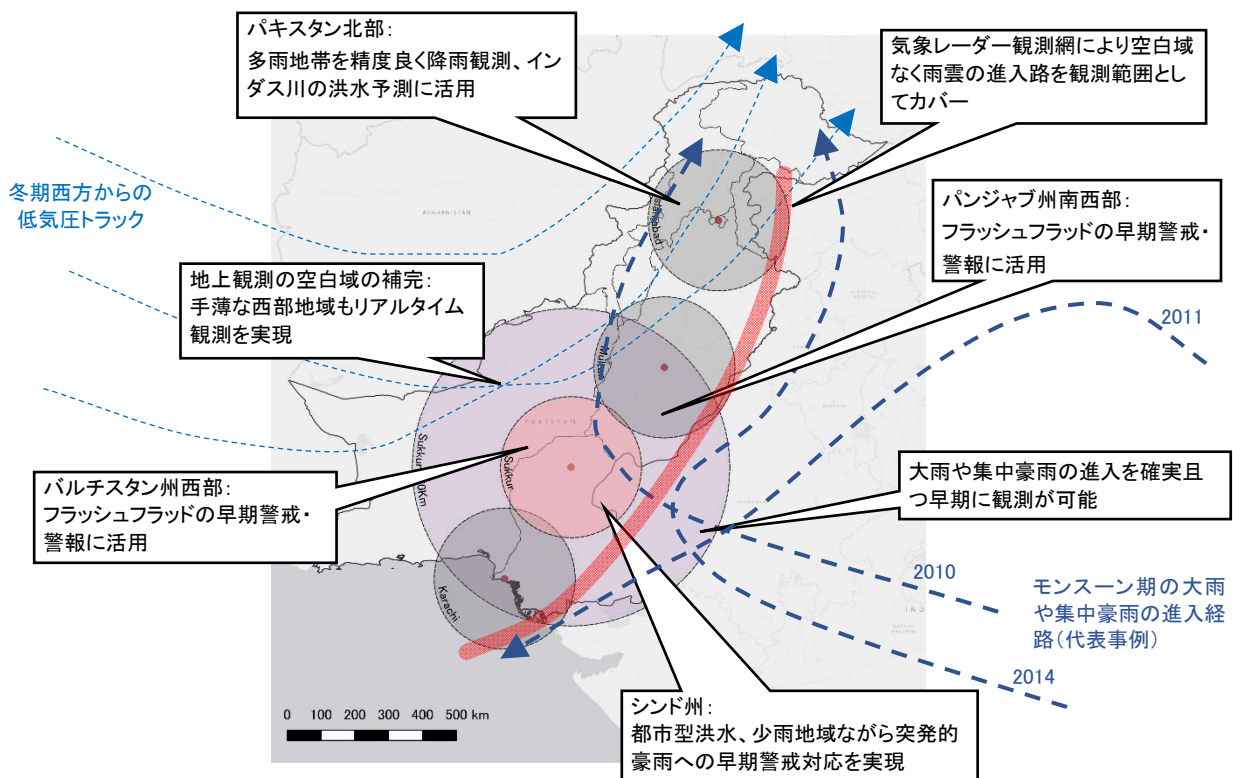 パキスタン北部：
多雨地帯を精度良く降雨観測、イン
ダス川の洪水予測に活用
気象レーダー観測網により空白域
なく雨雲の進入路を観測範囲とし
てカバー
冬期西方からの
低気圧トラック
AFGHANISTAN
Islamabad
パンジャブ州南西部：
フラッシュフラッドの早期警戒・
警報に活用
地上観測の空白域の補完：
手薄な西部地域もリアルタイム
観測を実現
2011
Multan
PAKISTAN
Sukkur
バルチスタン州西部：
フラッシュフラッドの早期警戒・
警報に活用
大雨や集中豪雨の進入を確実且
つ早期に観測が可能
Karachi
2010
モンスーン期の大雨
や集中豪雨の進入経
路（代表事例）
2014
シンド州：
都市型洪水、少雨地域ながら突発的
豪雨への早期警戒対応を実現
0 100 200 300 400 500 km